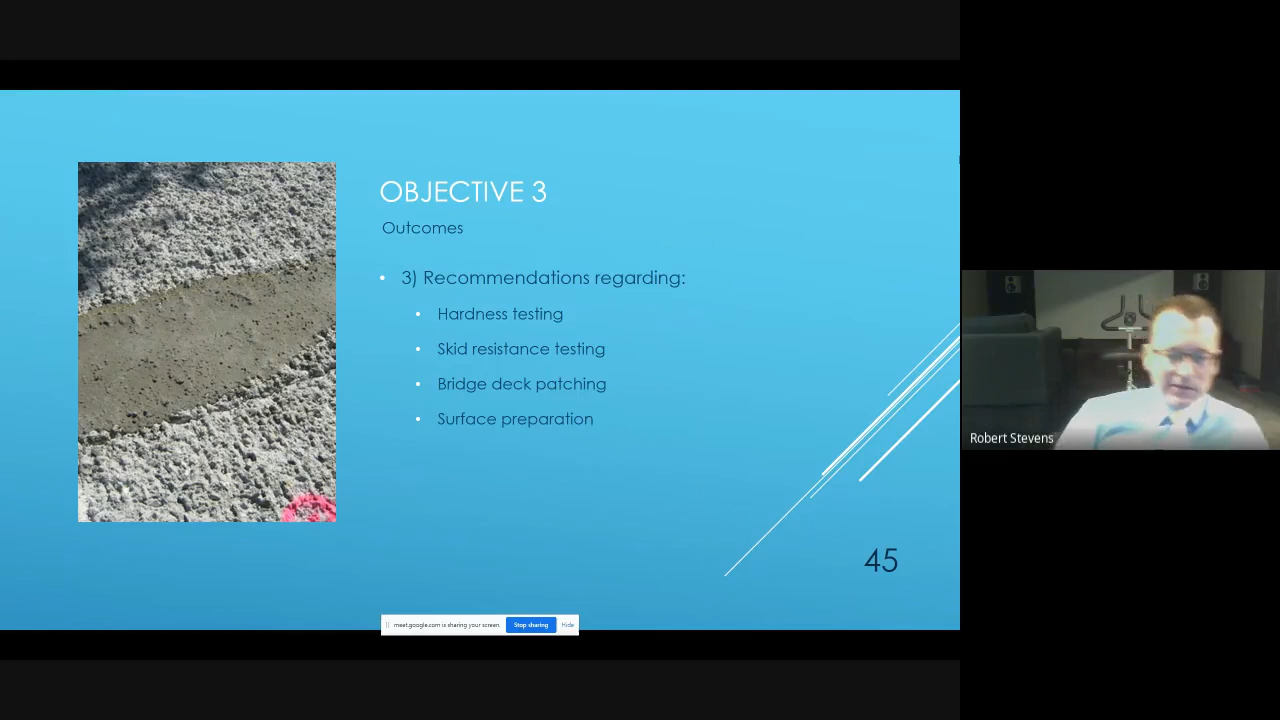 OBJECTIVE 3
Outcomes
3) Recommendations regarding:
Hardness testing
Skid resistance testing
Bridge deck patching
Surface preparation
45
meet.google.com is sharing your screen.
Stop sharing
Hide
Robert Stevens